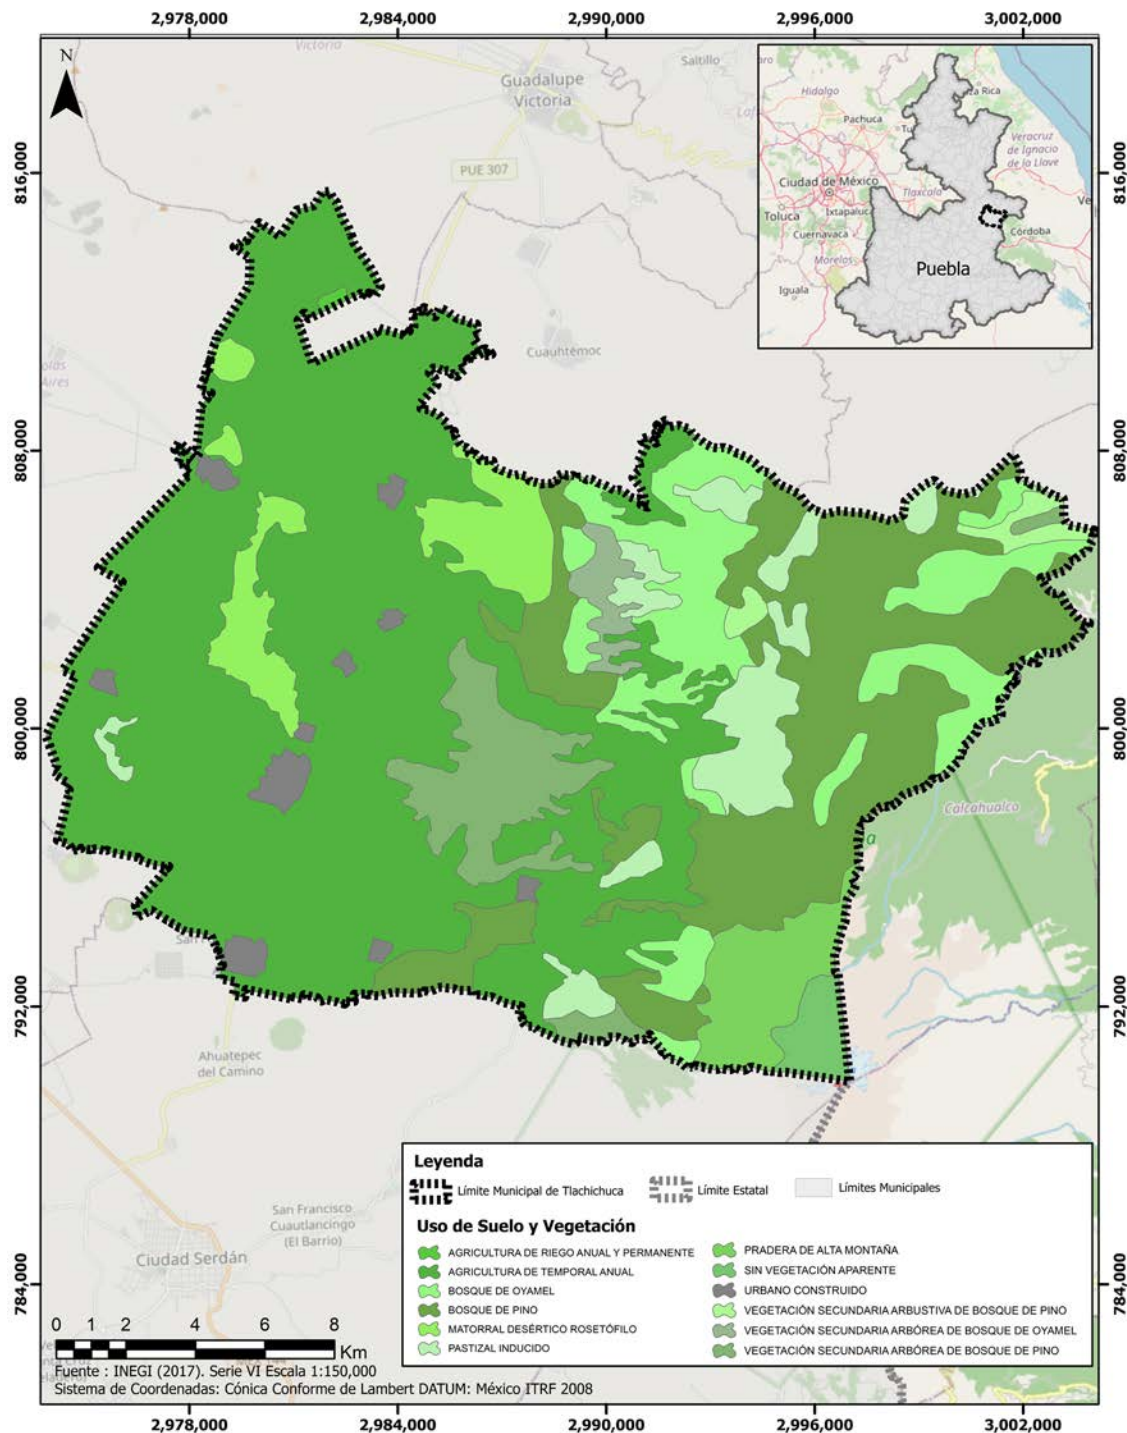 2,978,000 2,984,000 2,990,000 2,996,000 3,002,000
N
Victoria
Guadalupe
Victoria
Saltillo
PUE 307
816,000
816,000
Hidalgo
Pachuca
za Rica
Veracruz
de Ignacio
de la Llave
Ciudad de México
Tlaxcala
Toluca
Ixtapaluc
Cuernavaca
Córdoba
Morelos
Iguala
Puebla
Cuauhtémoc
olas
Aires
808,000
808,000
800,000
800,000
Calcahualco
a
792,000
792,000
Ahuatepec
del Camino
San Francisco
Cuautlancingo
(El Barrio)
Ciudad Serdán
784,000
784,000
Leyenda
Límite Municipal de Tlachichuca
Límite Estatal
Límites Municipales
Uso de Suelo y Vegetación
AGRICULTURA DE RIEGO ANUAL Y PERMANENTE
AGRICULTURA DE TEMPORAL ANUAL
BOSQUE DE OYAMEL
BOSQUE DE PINO
MATORRAL DESÉRTICO ROSETÓFILO
PASTIZAL INDUCIDO
PRADERA DE ALTA MONTAÑA
SIN VEGETACIÓN APARENTE
URBANO CONSTRUIDO
VEGETACIÓN SECUNDARIA ARBUSTIVA DE BOSQUE DE PINO
VEGETACIÓN SECUNDARIA ARBÓREA DE BOSQUE DE OYAMEL
VEGETACIÓN SECUNDARIA ARBÓREA DE BOSQUE DE PINO
0 1 2 4 6 8
Km
Fuente : INEGI (2017). Serie VI Escala 1:150,000
Sistema de Coordenadas: Cónica Conforme de Lambert DATUM: México ITRF 2008
2,978,000 2,984,000 2,990,000 2,996,000 3,002,000